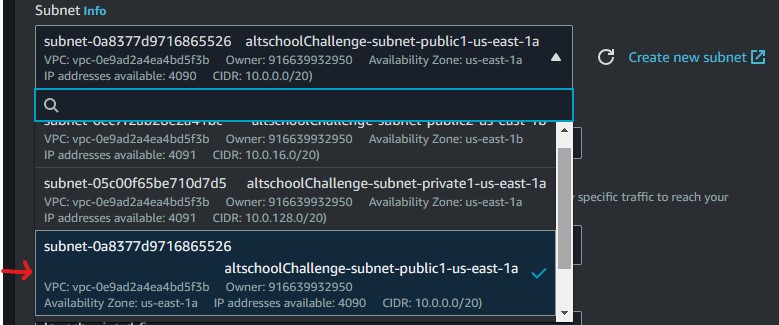 Subnet Info
subnet-0a8377d9716865526 altschoolChallenge-subnet-public1-us-east-1a
VPC: vpc-0e9ad2a4ea4bd5f3b Owner: 916639932950 Availability Zone: us-east-1a
IP addresses available: 4090 CIDR: 10.0.0.0/20)
Create new subnet
altschoolChallenge-subnet-public2-us-east-1b
VPC: vpc-0e9ad2a4ea4bd5f3b Owner: 916639932950 Availability Zone: us-east-1b
IP addresses available: 4091 CIDR: 10.0.16.0/20)
subnet-05c00f65be710d7d5 altschoolChallenge-subnet-private1-us-east-1a
VPC: vpc-0e9ad2a4ea4bd5f3b Owner: 916639932950 Availability Zone: us-east-1a
IP addresses available: 4091 CIDR: 10.0.128.0/20)
specific traffic to reach your
subnet-0a8377d9716865526
altschoolChallenge-subnet-public1-us-east-1a
VPC: vpc-0e9ad2a4ea4bd5f3b Owner: 916639932950
Availability Zone: us-east-1a IP addresses available: 4090 CIDR: 10.0.0.0/20)